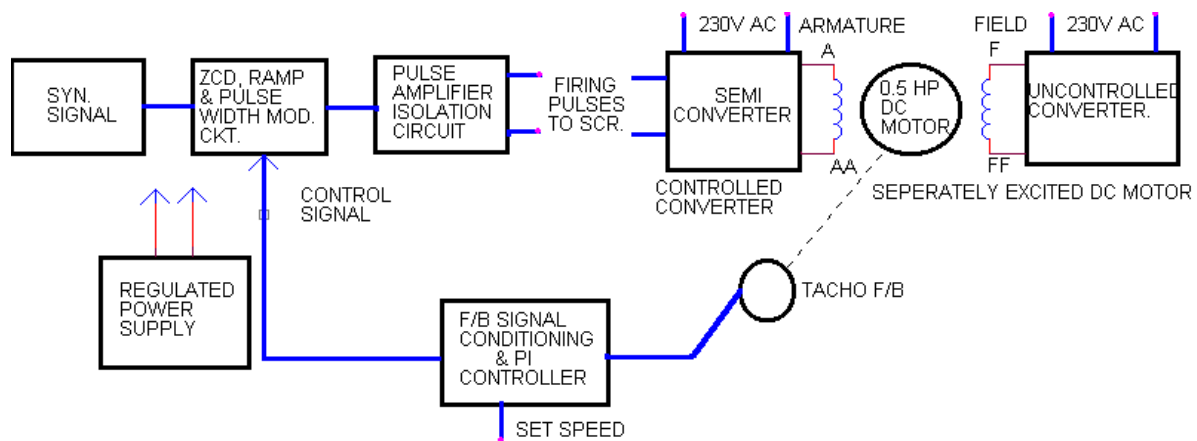 SYN.
SIGNAL
ZCD, RAMP
& PULSE
WIDTH MOD.
CKT.
PULSE
AMPLIFIER
ISOLATION
CIRCUIT
FIRING
PULSES
TO SCR.
230V AC
SEMI
CONVERTER
CONTROLLED
CONVERTER
ARMATURE
A
AA
0.5 HP
DC
MOTOR
FIELD
F
FF
230V AC
UNCONTROLLED
CONVERTER.
SEPERATELY EXCITED DC MOTOR
CONTROL
SIGNAL
REGULATED
POWER
SUPPLY
F/B SIGNAL
CONDITIONING
& PI
CONTROLLER
SET SPEED
TACHO F/B